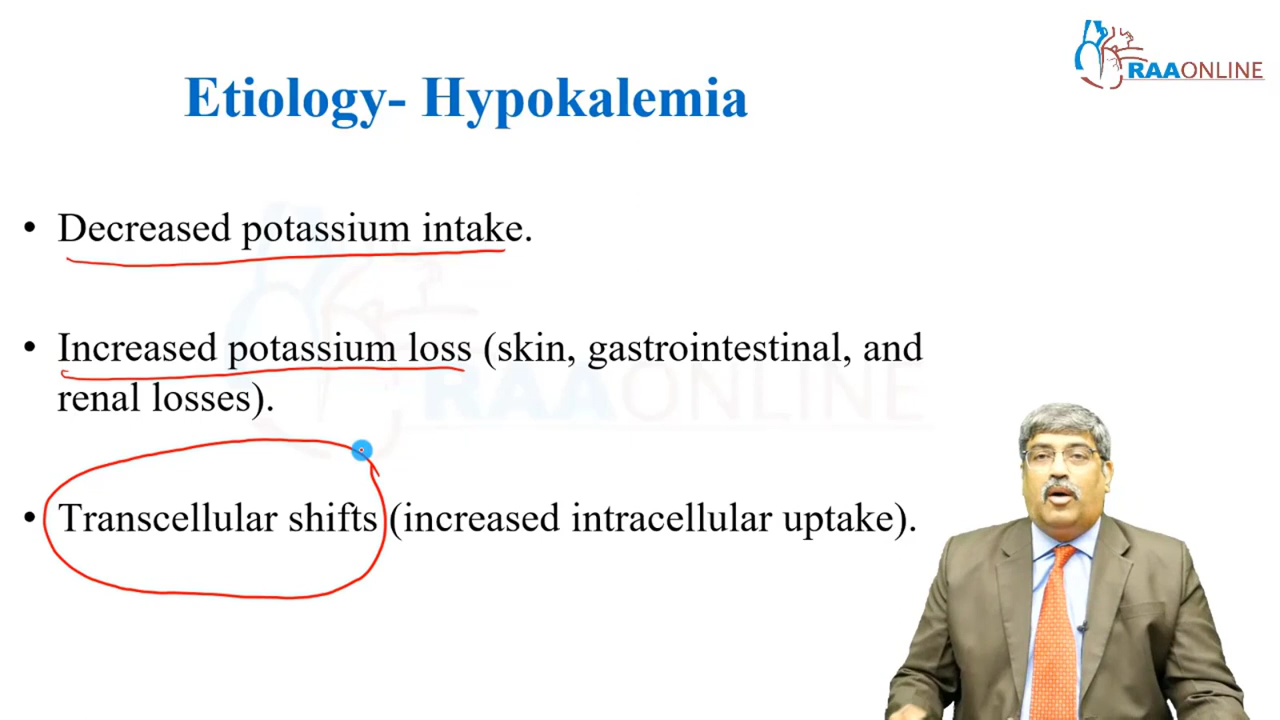 RAAONLINE
Etiology- Hypokalemia
• Decreased potassium intake.
• Increased potassium loss (skin, gastrointestinal, and
renal losses).
RAAONLINE
• Transcellular shifts (increased intracellular uptake).